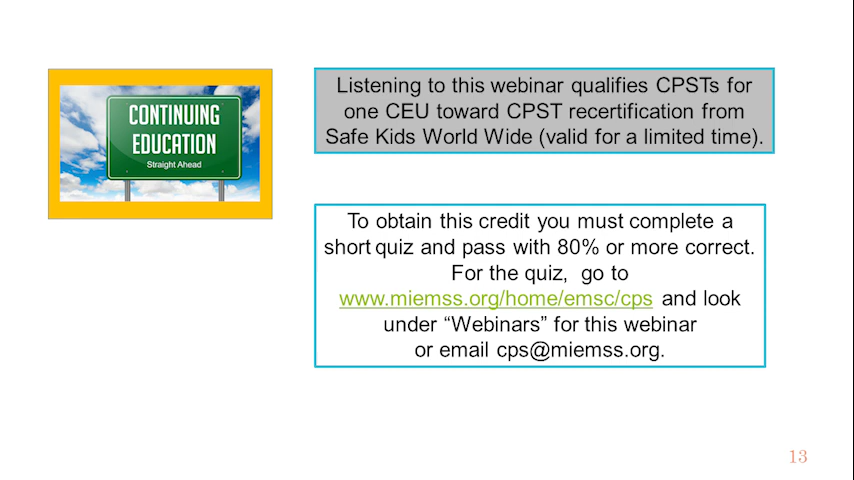 CONTINUING
EDUCATION
Straight Ahead
Listening to this webinar qualifies CPSTs for
one CEU toward CPST recertification from
Safe Kids World Wide (valid for a limited time).
To obtain this credit you must complete a
short quiz and pass with 80% or more correct.
For the quiz, go to
www.miemss.org/home/emsc/cps and look
under “Webinars” for this webinar
or email cps@miemss.org.
13